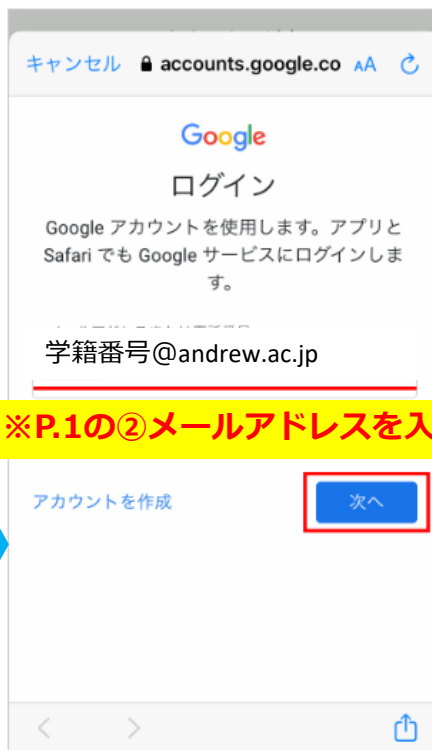 キャンセル accounts.google.co AA
Google
ログイン
Google アカウントを使用します。アプリと
Safari でも Google サービスにログインしま
す。
学籍番号@andrew.ac.jp
※P.1の②メールアドレスを入
アカウントを作成 次へ